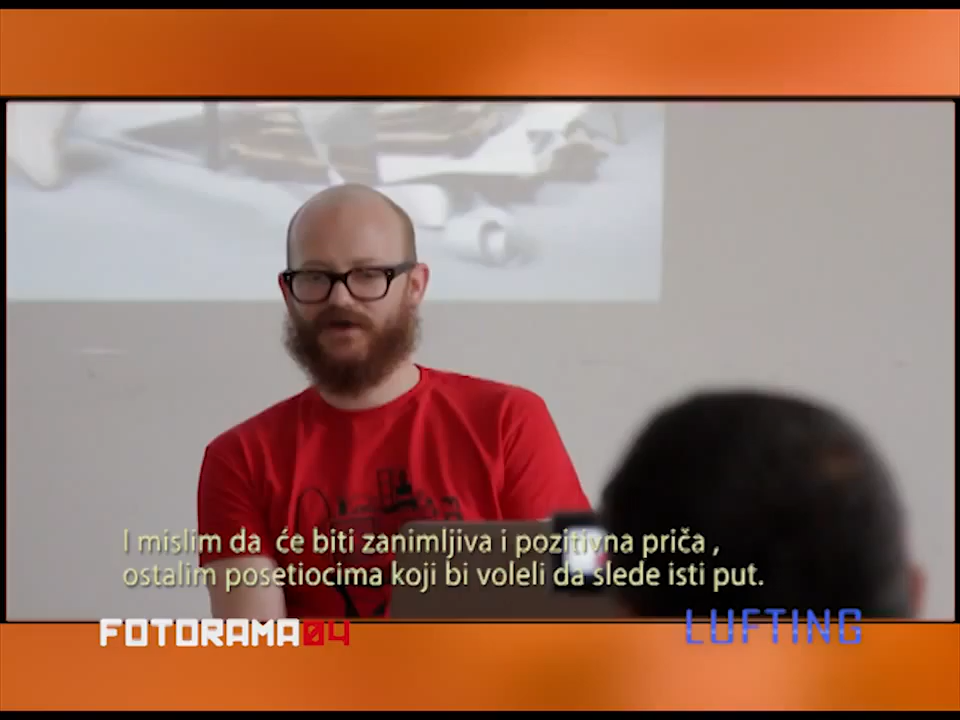 I mislim da će biti zanimljiva i pozitivna priča ,
ostalim posetiocima koji bi voleli da slede isti put.
FOTORAMA04
LUFTING